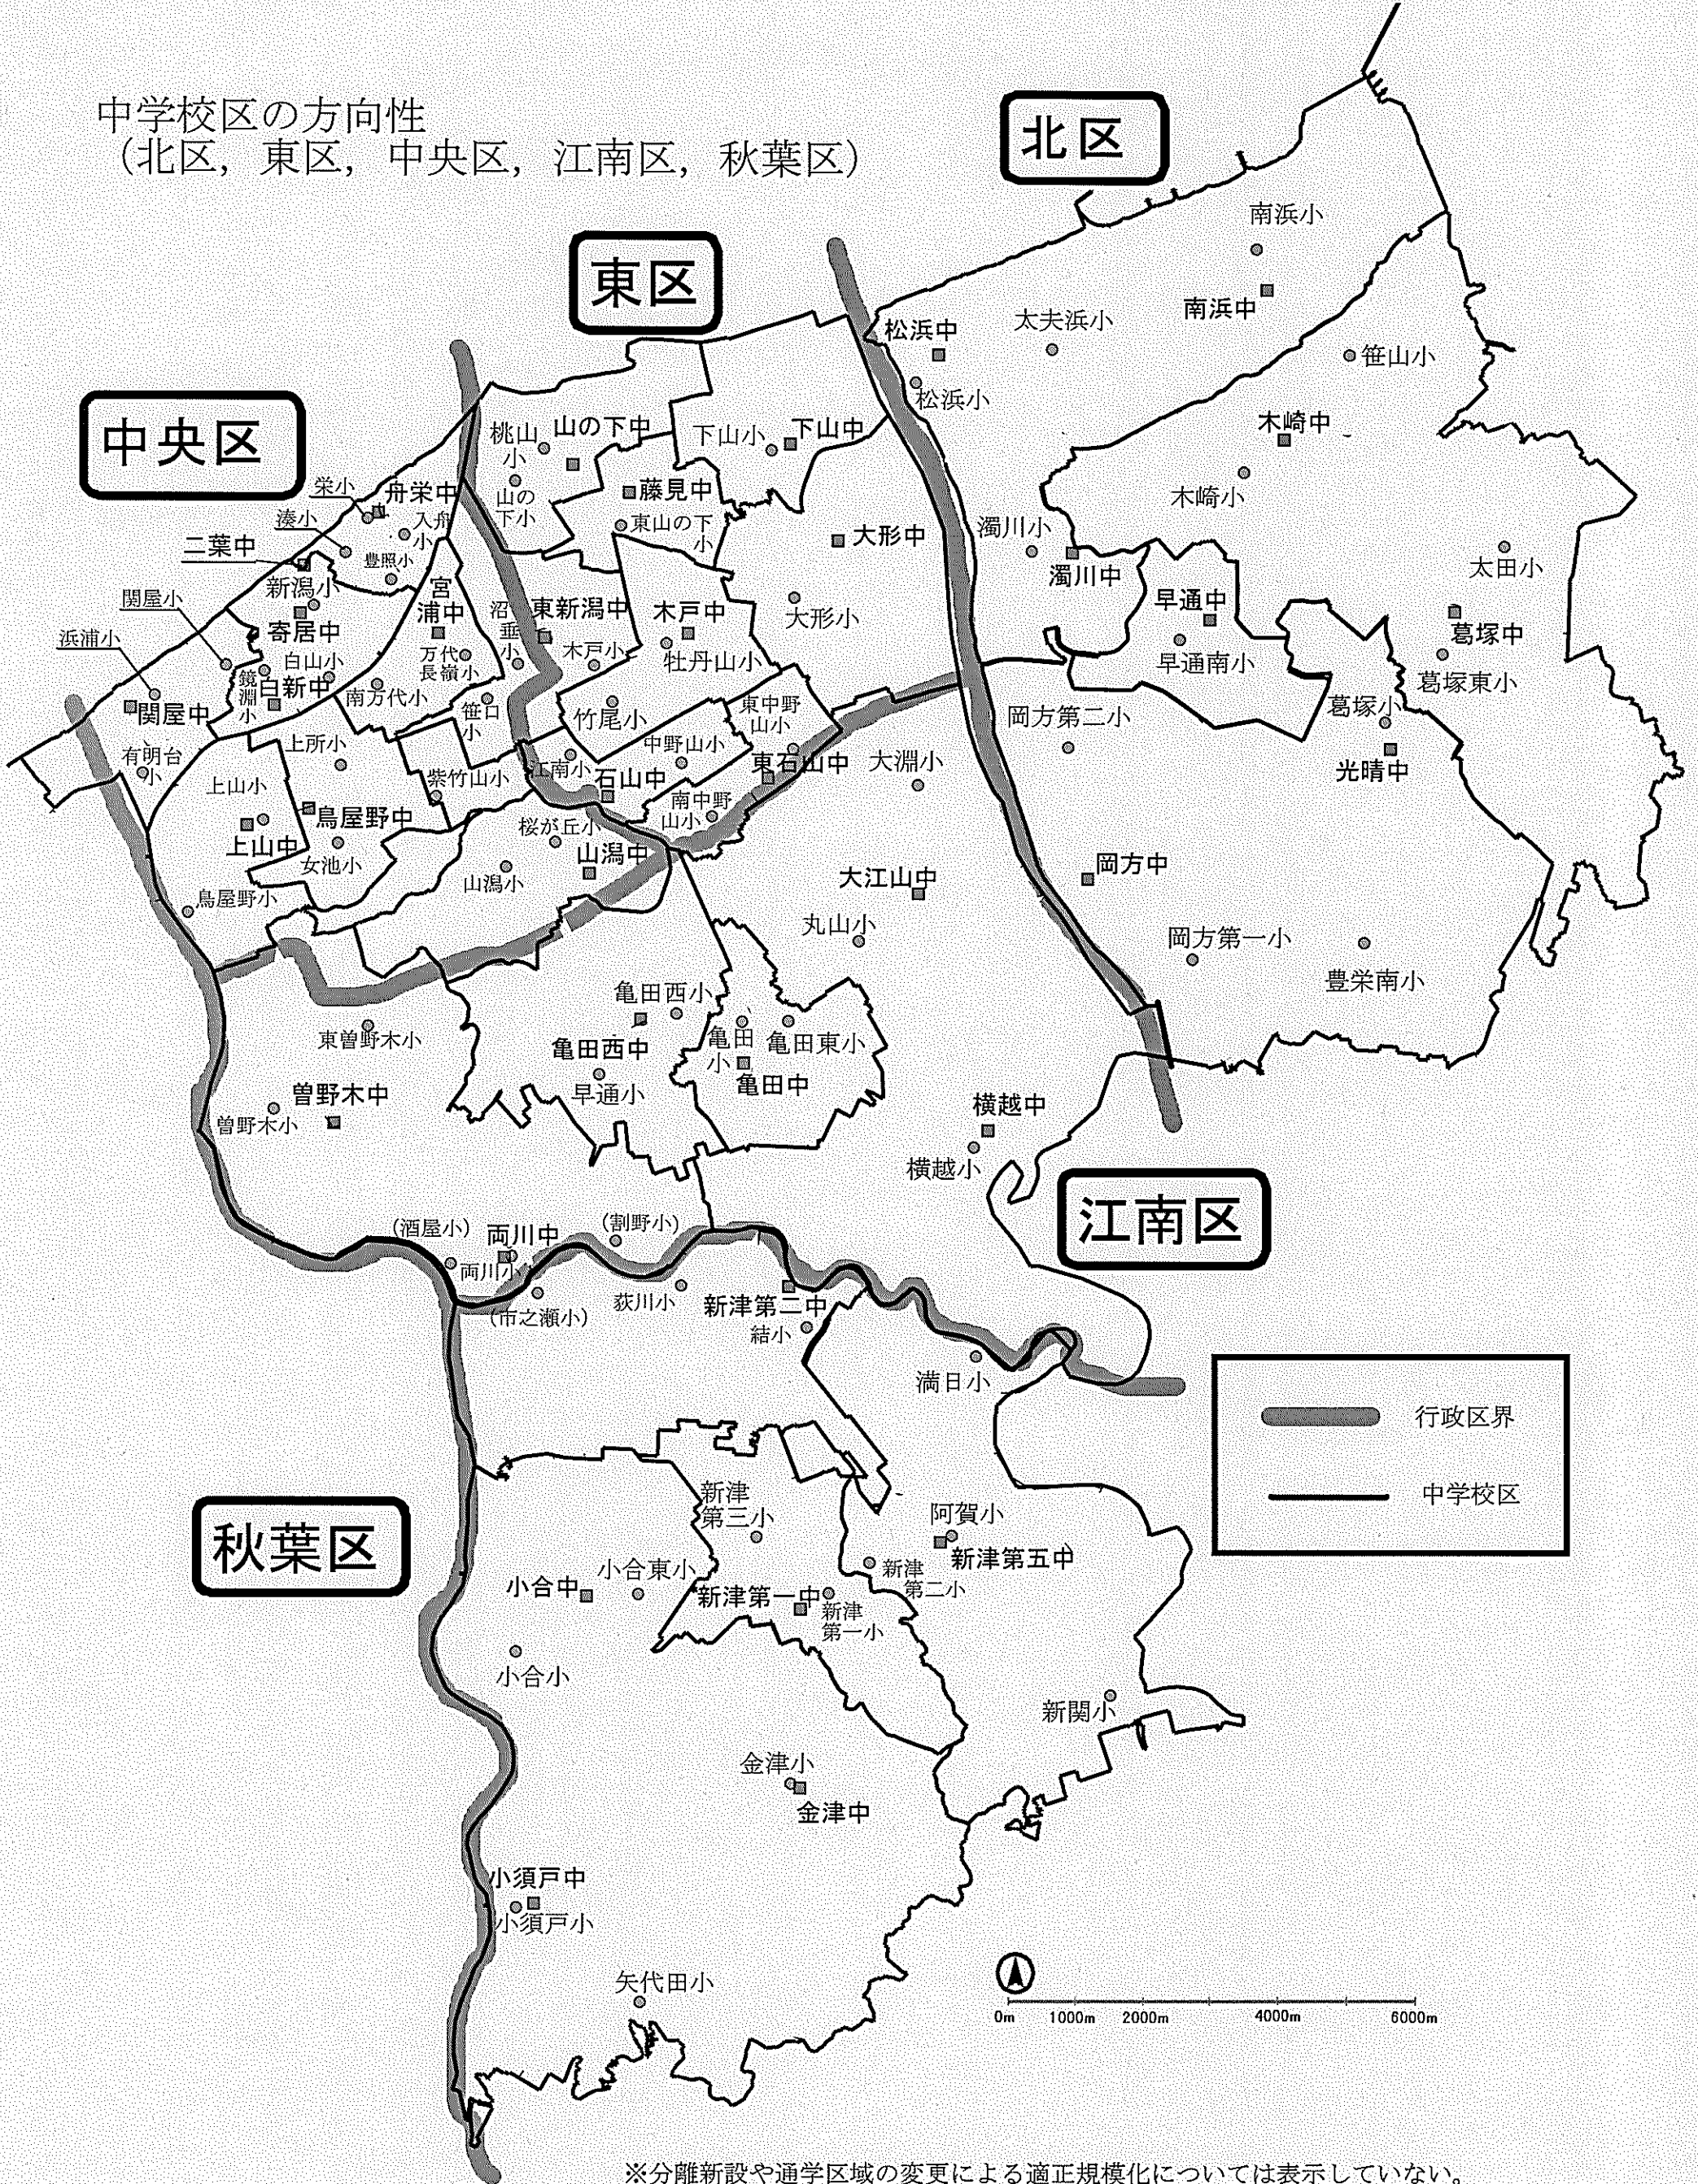 中学校区の方向性
（北区，東区，中央区，江南区，秋葉区）
北区
南浜小
南浜中
東区
松浜中
太夫浜小
笹山小
松浜小
中央区
桃山
小
山の下中
下山小
下山中
木崎中
栄小
舟栄中
山の
下小
藤見中
木崎小
湊小
入舟
小
東山の下
小
大形中
濁川小
二葉中
豊照小
太田小
新潟小
宮
浦中
沼
垂
小
東新潟中
木戸中
大形小
濁川中
早通中
関屋小
寄居中
葛塚中
浜浦小
白山小
万代
長嶺小
木戸小
牡丹山小
早通南小
葛塚東小
鏡
淵
小
白新中
南万代小
関屋中
笹口
小
竹尾小
東中野
山小
岡方第二小
葛塚小
有明台
小
上所小
中野山小
上山小
紫竹山小
江南小
石山中
東石山中
大淵小
光晴中
鳥屋野中
南中野
山小
上山中
女池小
桜が丘小
山潟中
岡方中
山潟小
大江山中
鳥屋野小
丸山小
岡方第一小
豊栄南小
亀田西小
東曽野木小
亀田西中
亀田
小
亀田東小
早通小
亀田中
曽野木中
曽野木小
横越中
横越小
江南区
（酒屋小）
両川中
（割野小）
両川小
（市之瀬小）
荻川小
新津第二中
結小
満日小
行政区界
中学校区
秋葉区
新津
第三小
阿賀小
新津第五中
小合東小
新津
第二小
小合中
新津第一中
新津
第一小
小合小
新関小
金津小
金津中
小須戸中
小須戸小
矢代田小
0m 1000m 2000m 4000m 6000m
※分離新設や通学区域の変更による適正規模化については表示していない。